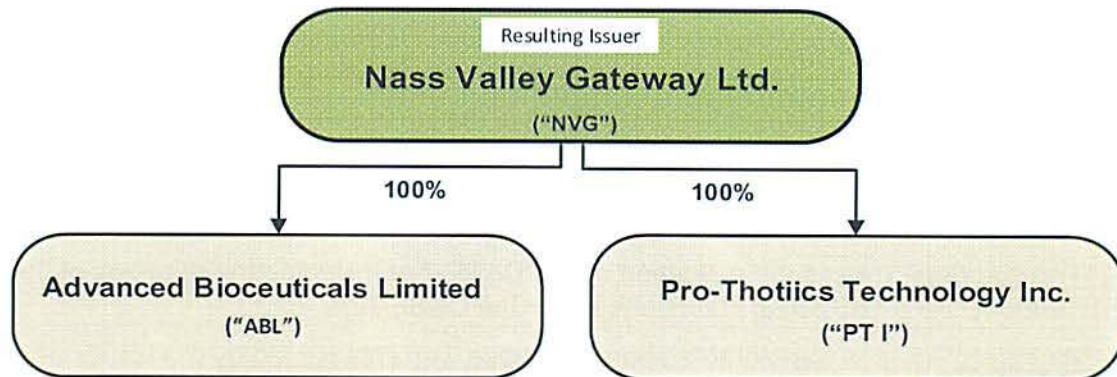 Resulting Issuer
Nass Valley Gateway Ltd.
(“NVG”)
100%
100%
Advanced Bioceuticals Limited
(“ABL”)
Pro-Thotiics Technology Inc.
(“PT I”)